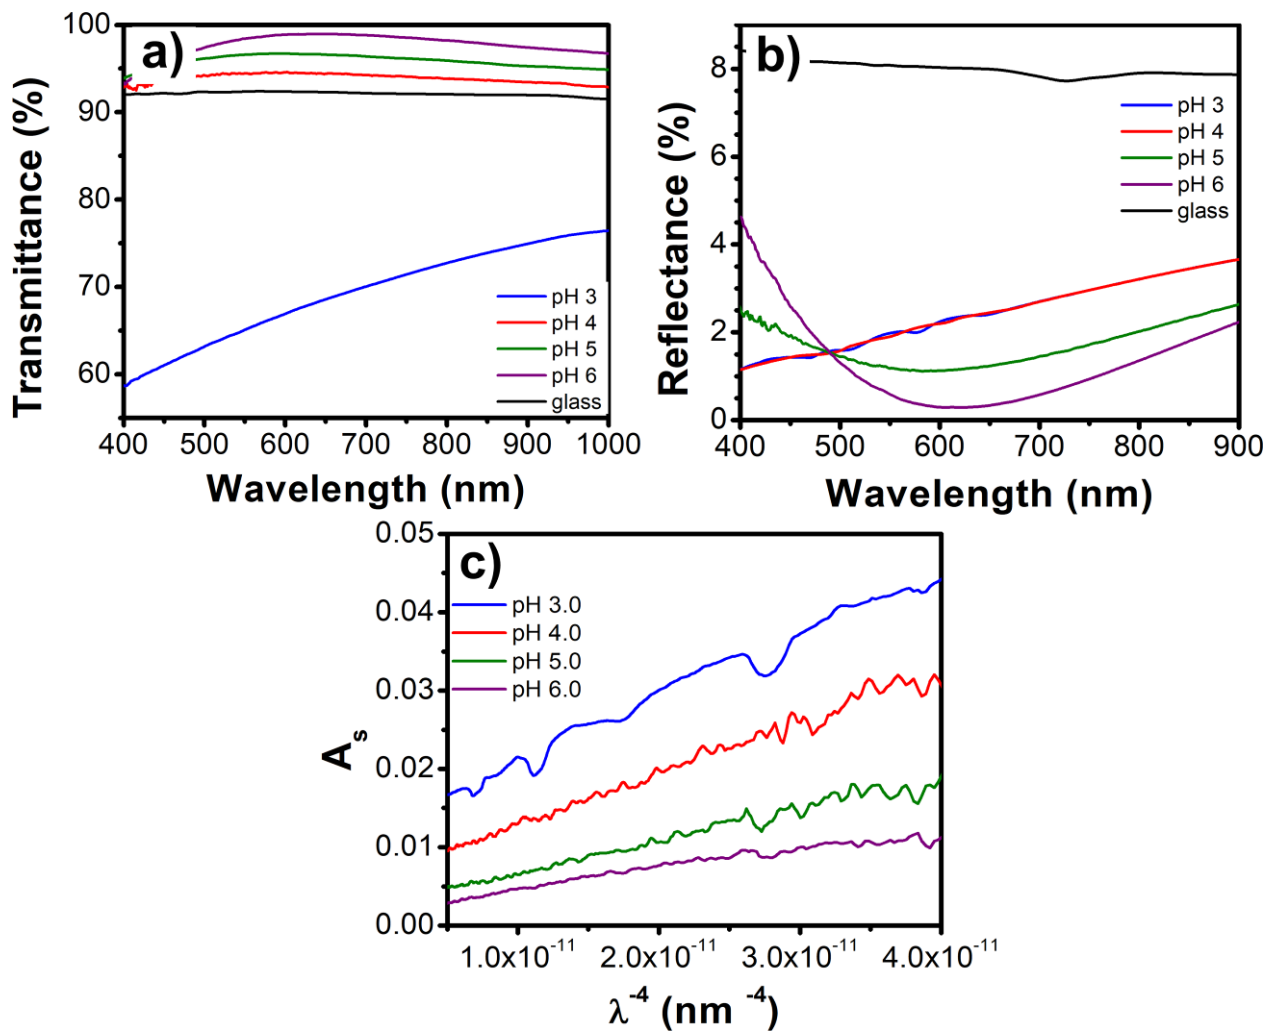 a)
Transmittance (%)
100
90
80
70
60
400 500 600 700 800 900 1000
Wavelength (nm)
pH 3
pH 4
pH 5
pH 6
glass
b)
Reflectance (%)
8
6
4
2
0
400 500 600 700 800 900
Wavelength (nm)
pH 3
pH 4
pH 5
pH 6
glass
c)
As
0.05
0.04
0.03
0.02
0.01
0.00
1.0x10-11 2.0x10-11 3.0x10-11 4.0x10-11
λ-4 (nm -4)
pH 3.0
pH 4.0
pH 5.0
pH 6.0